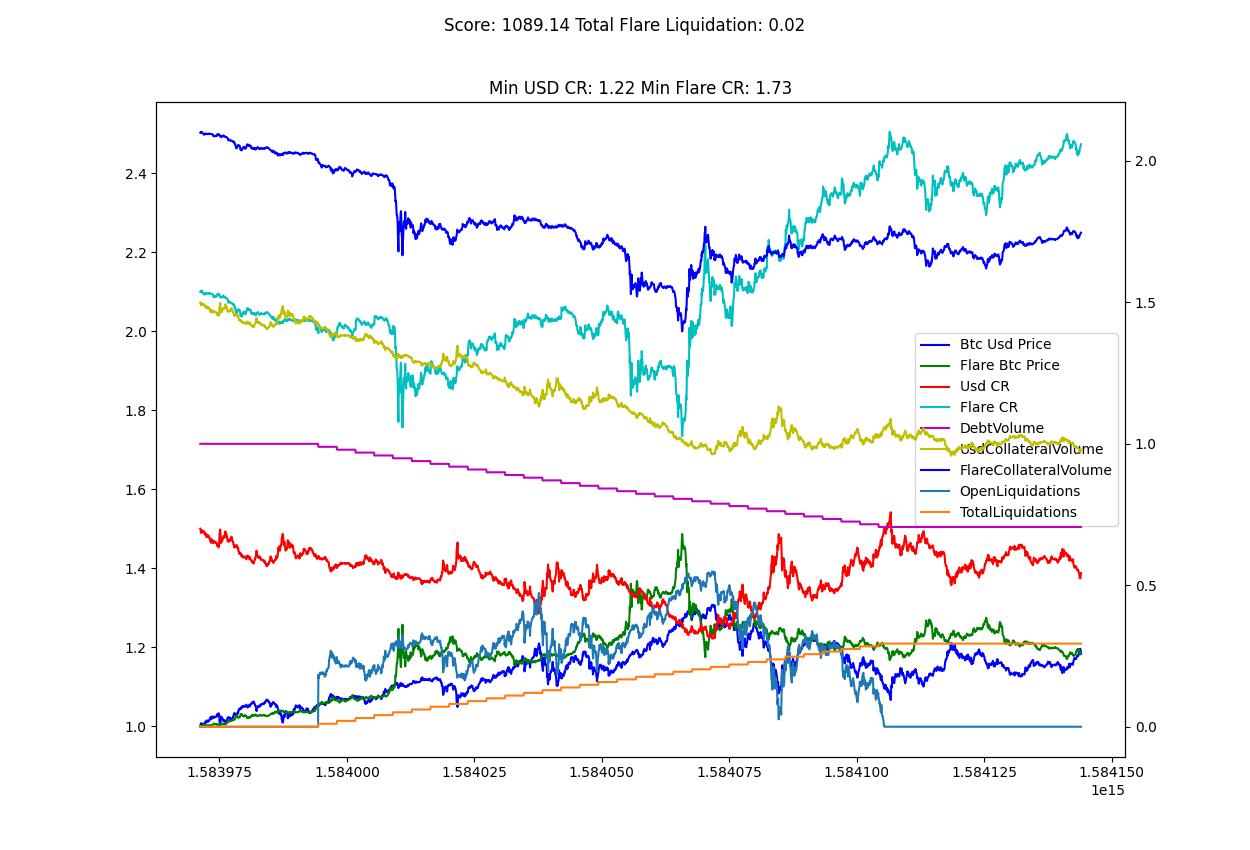 Score: 1089.14 Total Flare Liquidation: 0.02
Min USD CR: 1.22 Min Flare CR: 1.73
2.4
2.2
2.0
1.8
1.6
1.4
1.2
1.0
2.0
1.5
1.0
0.5
0.0
Btc Usd Price
Flare Btc Price
Usd CR
Flare CR
DebtVolume
UsdCollateralVolume
FlareCollateralVolume
OpenLiquidations
TotalLiquidations
1.583975
1.584000
1.584025
1.584050
1.584075
1.584100
1.584125
1.584150
1e15